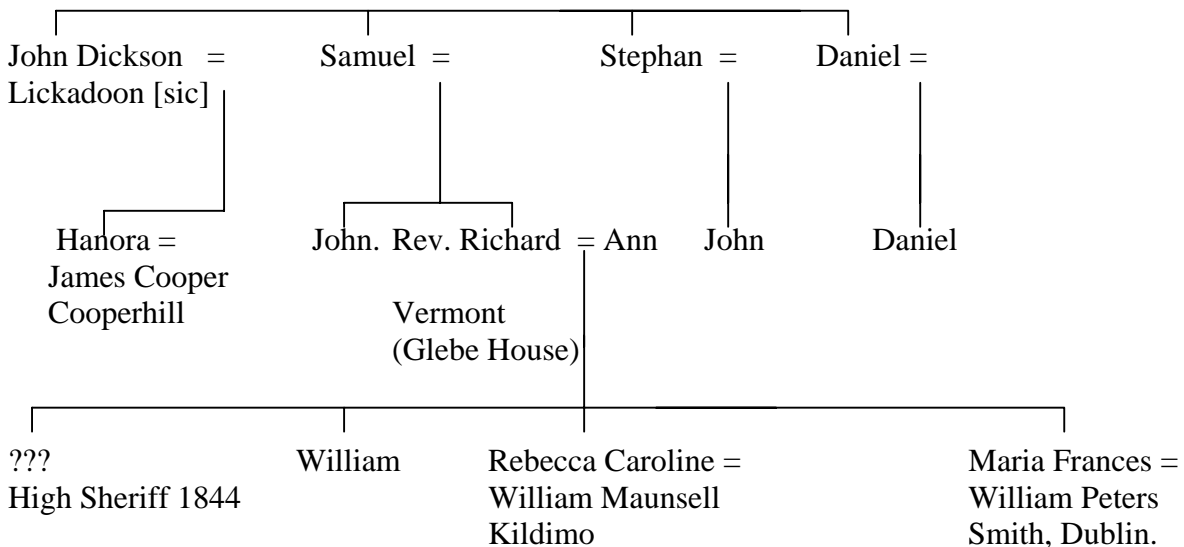 John Dickson = Samuel = Stephan = Daniel =
Lickadoon [sic]
Hanora = John. Rev. Richard = Ann John Daniel
James Cooper
Cooperhill Vermont
(Glebe House)
??? William Rebecca Caroline = Maria Frances =
High Sheriff 1844 William Maunsell William Peters
Kildimo Smith, Dublin.